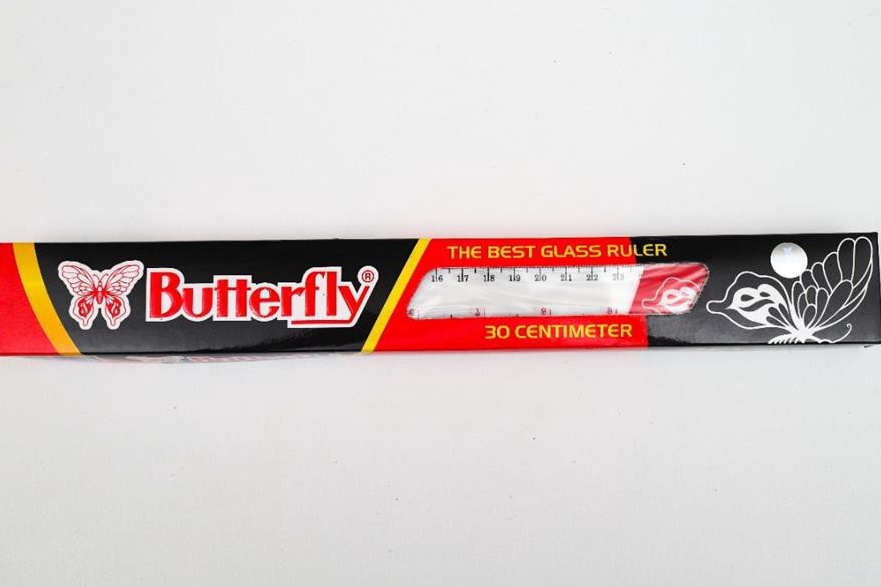 Butterfly®
THE BEST GLASS RULER
16 17 18 19 20 21 22 23
30 CENTIMETER